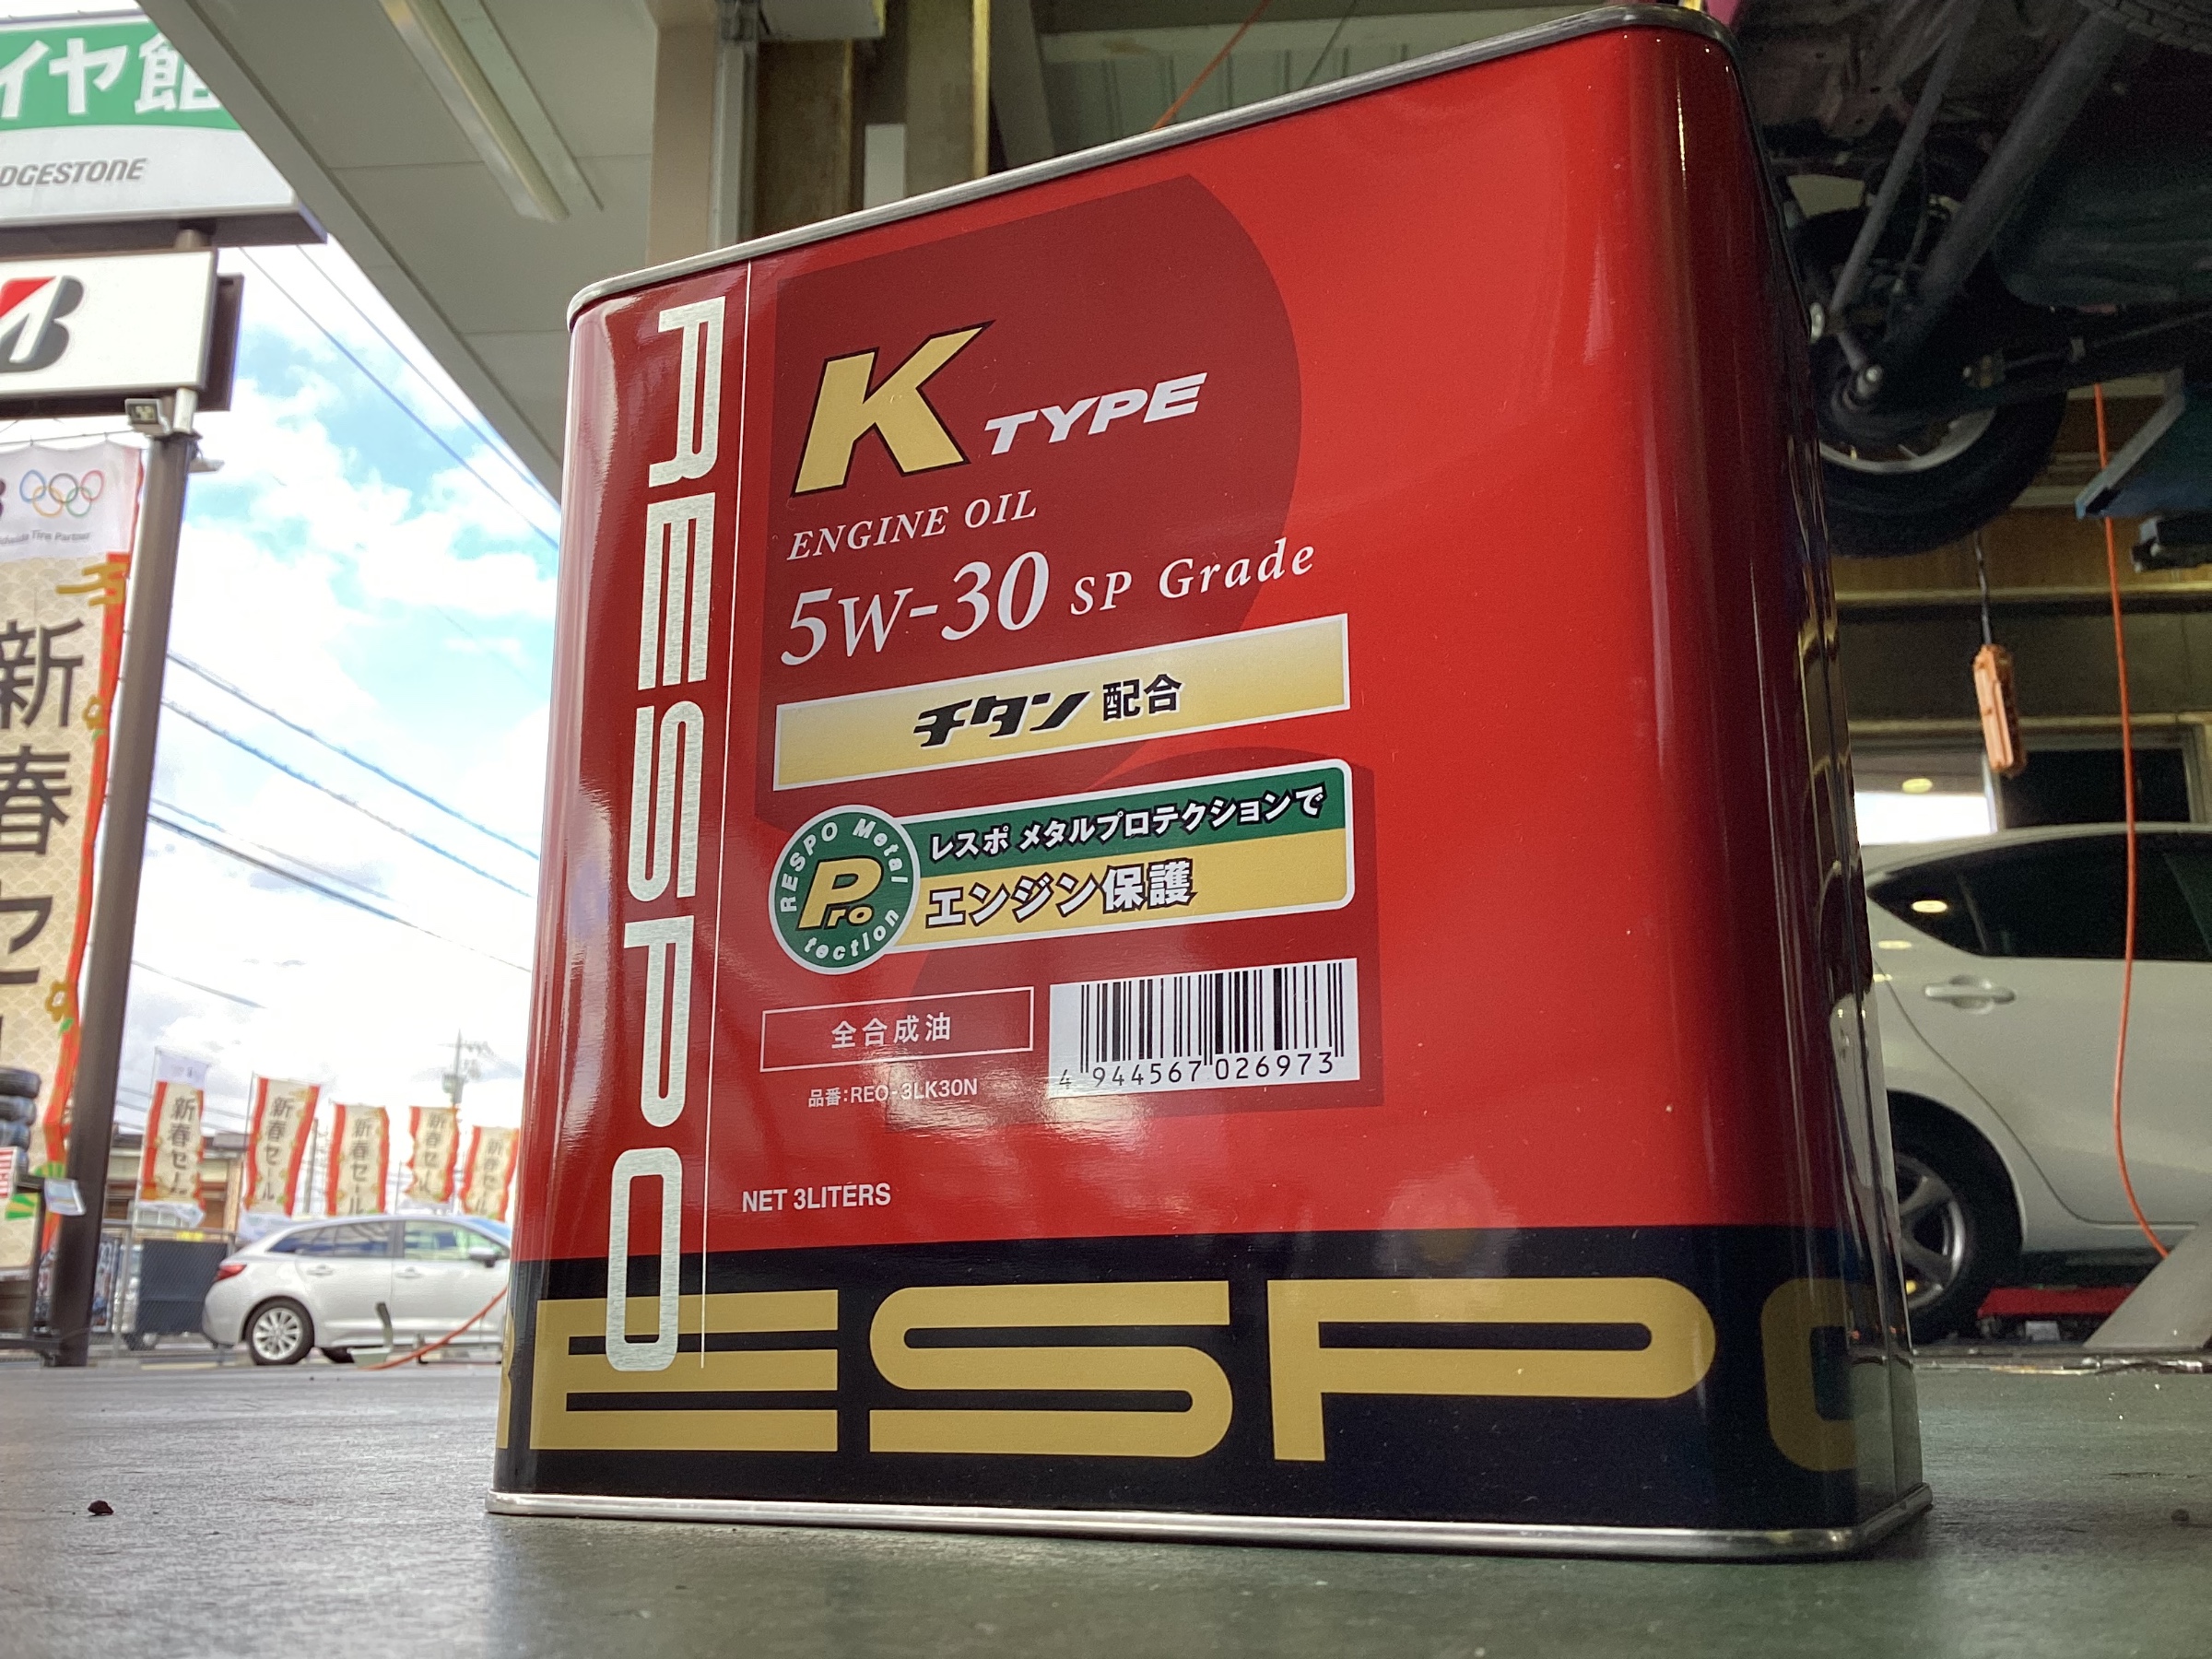 イヤ館
DGESTONE
Tire Partner
新春セ
新春セール
新春セール
新春セール
新春セール
新春セール
RESPO
K TYPE
ENGINE OIL
5W-30 SP Grade
チタン配合
RESPO Metal
Pro
tection
レスポ メタルプロテクションで
エンジン保護
全合成油
品番:REO-3LK30N
4 944567 026973
NET 3LITERS
ESPO